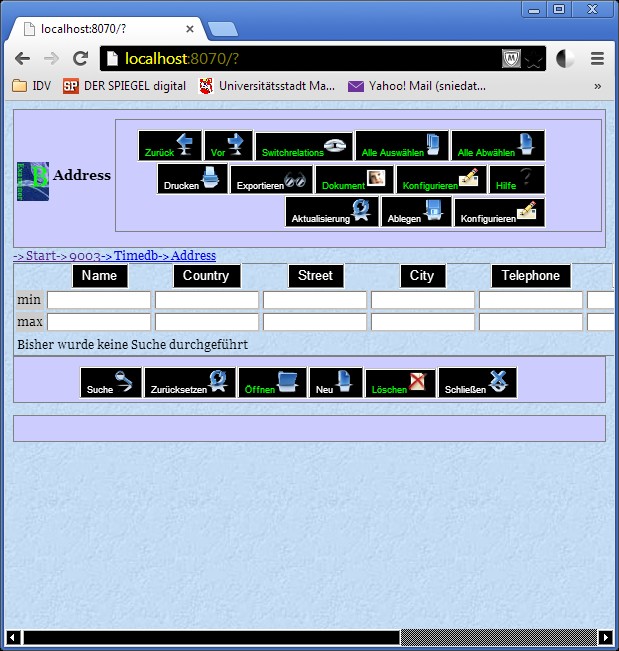 localhost:8070/?
localhost:8070/?
IDV DER SPIEGEL digital Universitätsstadt Ma... Yahoo! Mail (sniedat... »
Zurück Vor Switchrelations Alle Auswählen Alle Abwählen
Address
Drucken Exportieren Dokument Konfigurieren Hilfe
Aktualisierung Ablegen Konfigurieren
->Start->9003->Timedb->Address
Name Country Street City Telephone
min
max
Bisher wurde keine Suche durchgeführt
Suche Zurücksetzen Öffnen Neu Löschen Schließen